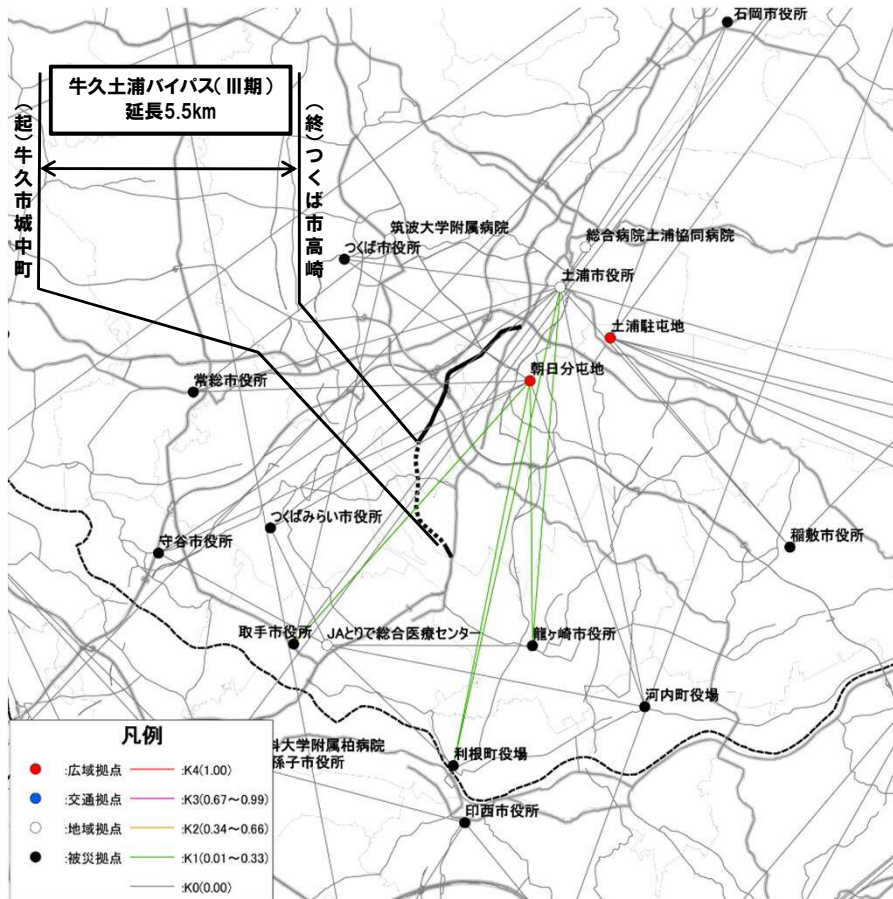 石岡市役所
牛久土浦バイパス(Ⅲ期)
延長5.5km
(起)牛久市城中町
(終)つくば市高崎
筑波大学附属病院
つくば市役所
総合病院土浦協同病院
土浦市役所
土浦駐屯地
朝日分屯地
常総市役所
つくばみらい市役所
守谷市役所
稲敷市役所
取手市役所
JAとりで総合医療センター
龍ヶ崎市役所
河内町役場
科大学附属柏病院
孫子市役所
利根町役場
印西市役所
凡例
:広域拠点
:K4(1.00)
:交通拠点
:K3(0.67～0.99)
:地域拠点
:K2(0.34～0.66)
:被災拠点
:K1(0.01～0.33)
:K0(0.00)